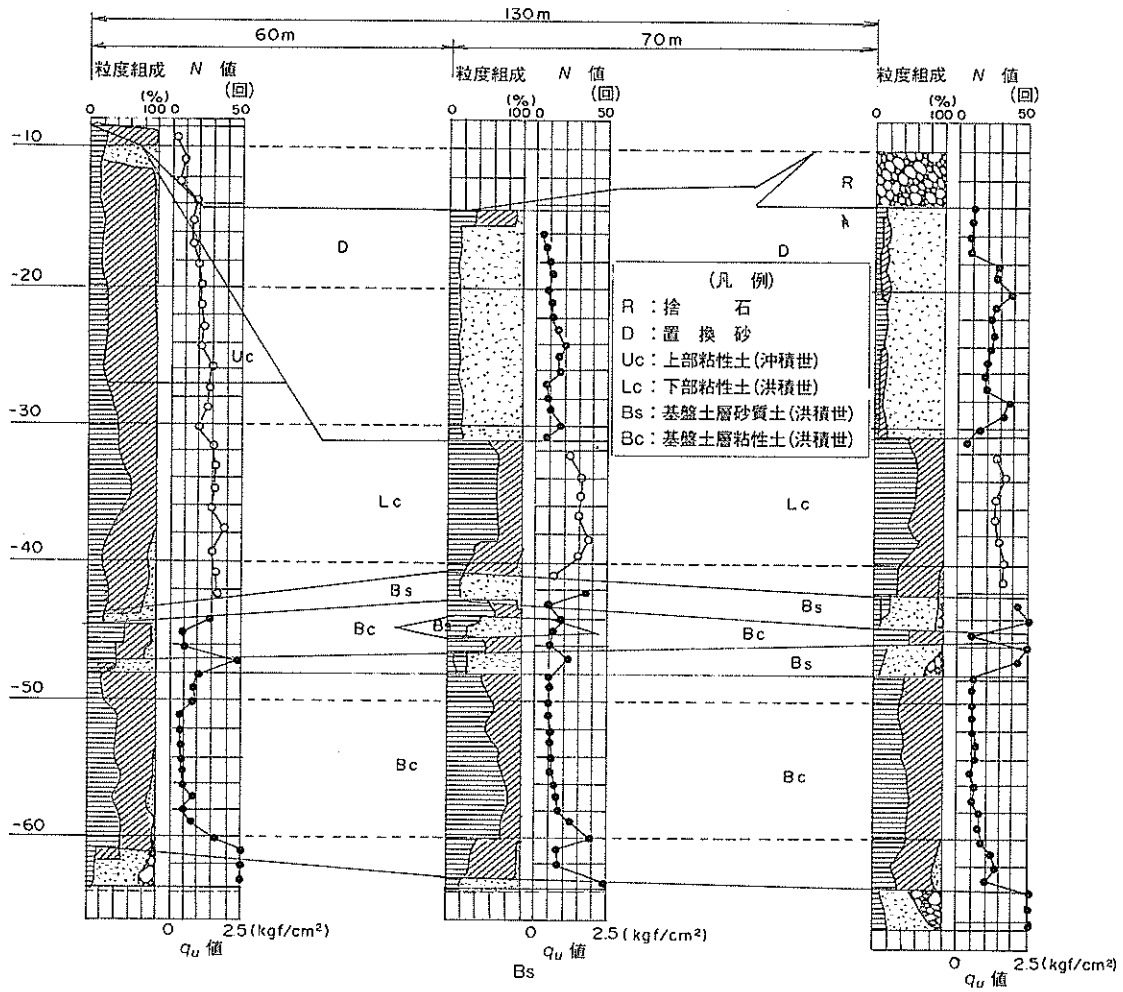 130m
60m
70m
粒度組成 N 値
粒度組成 N 値
粒度組成 N 値
(%) (回)
(%) (回)
(%) (回)
0 100 0 50
0 100 0 50
0 100 0 50
-10
R
D
D
-20
(凡 例)
R : 捨 石
D : 置 換 砂
Uc : 上部粘性土(沖積世)
Lc : 下部粘性土(洪積世)
Bs : 基盤土層砂質土(洪積世)
Bc : 基盤土層粘性土(洪積世)
Uc
-30
Lc
Lc
-40
Bs
Bs
Bc
Bs
Bc
Bs
-50
Bc
Bc
-60
0 2.5(kgf/cm²)
qu 値
0 2.5(kgf/cm²)
qu 値
Bs
0 2.5(kgf/cm²)
qu 値